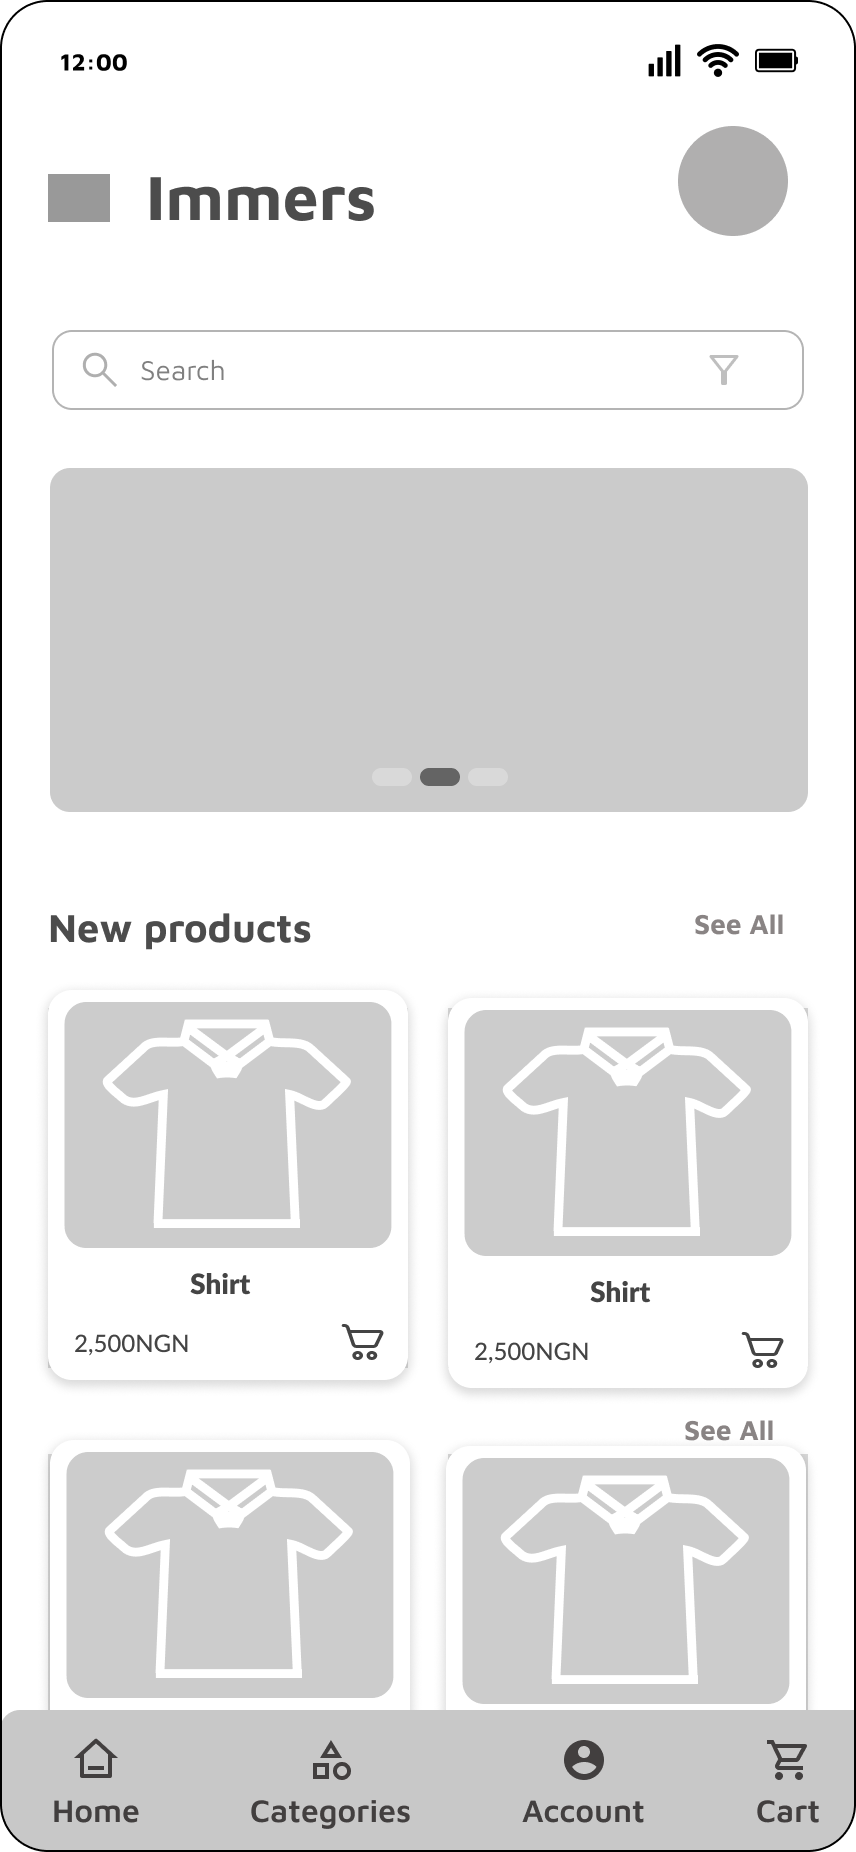 12:00
Immers
Search
New products
See All
Shirt
2,500NGN
Shirt
2,500NGN
See All
Home
Categories
Account
Cart